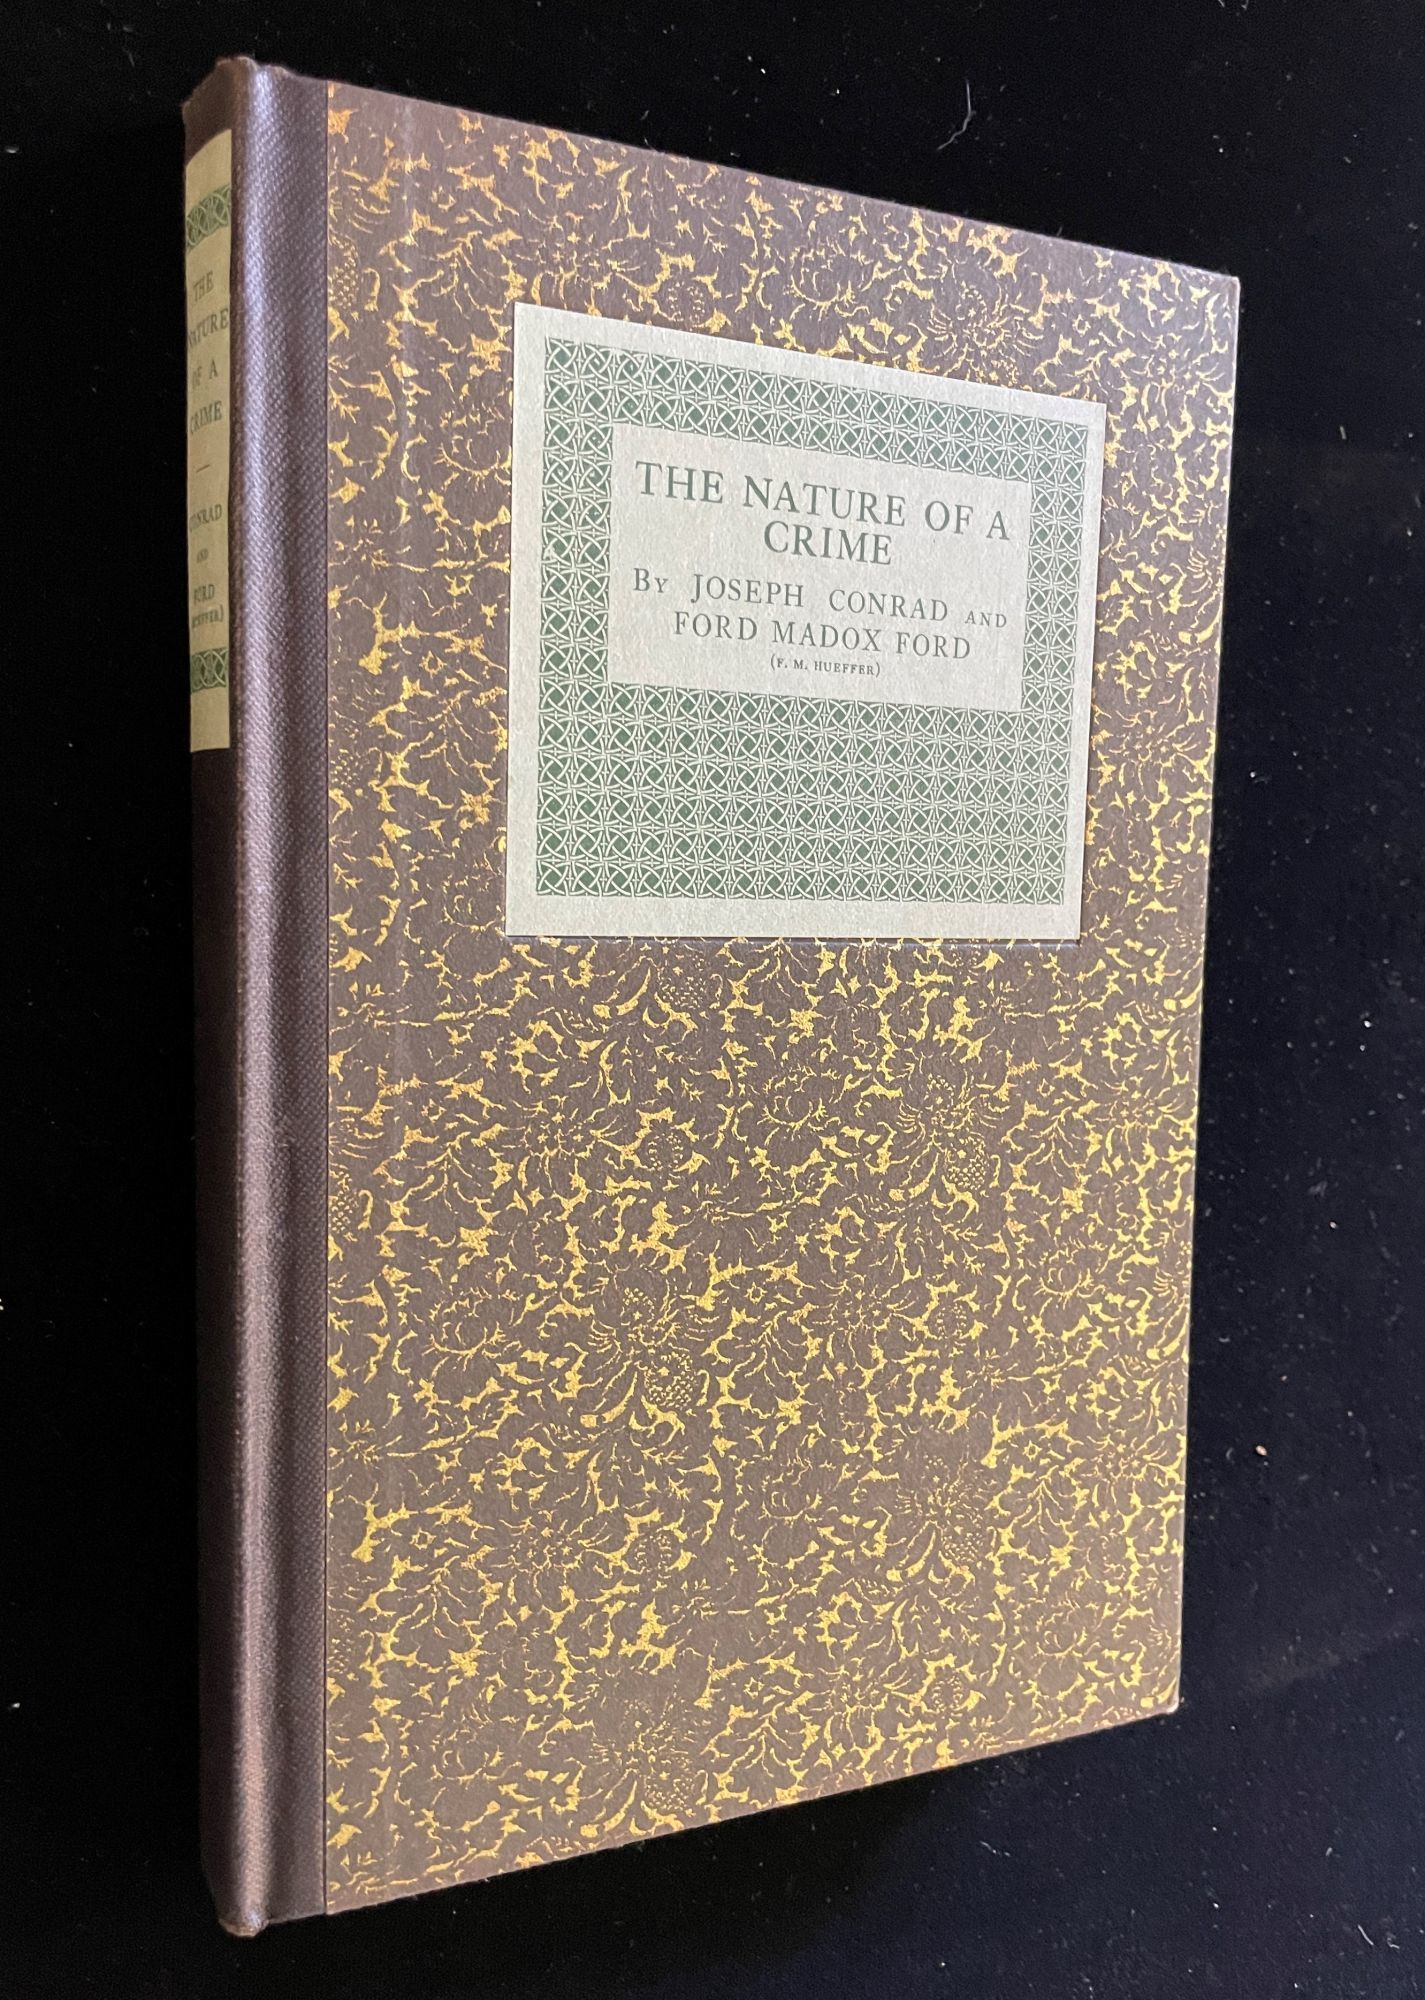 THE NATURE OF A
CRIME
BY JOSEPH CONRAD AND
FORD MADOX FORD
(F. M. HUEFFER)
THE
NATURE
OF A
CRIME
CONRAD
AND
FORD
HUEFFER)